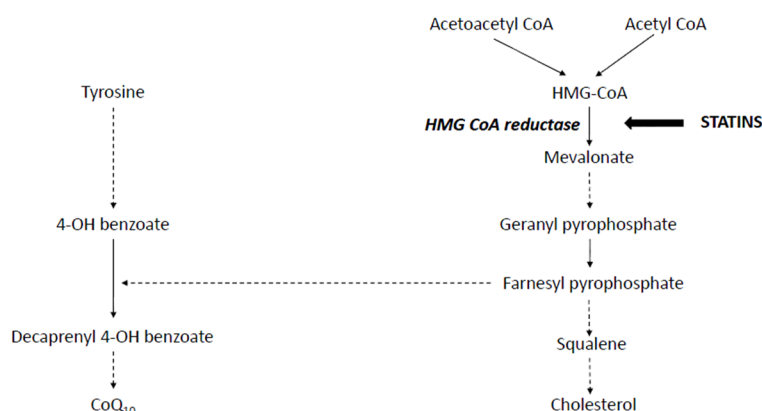 Acetoacetyl CoA Acetyl CoA
Tyrosine HMG-CoA
HMG CoA reductase STATINS
Mevalonate
4-OH benzoate Geranyl pyrophosphate
Farnesyl pyrophosphate
Decaprenyl 4-OH benzoate Squalene
CoQ₁₀ Cholesterol